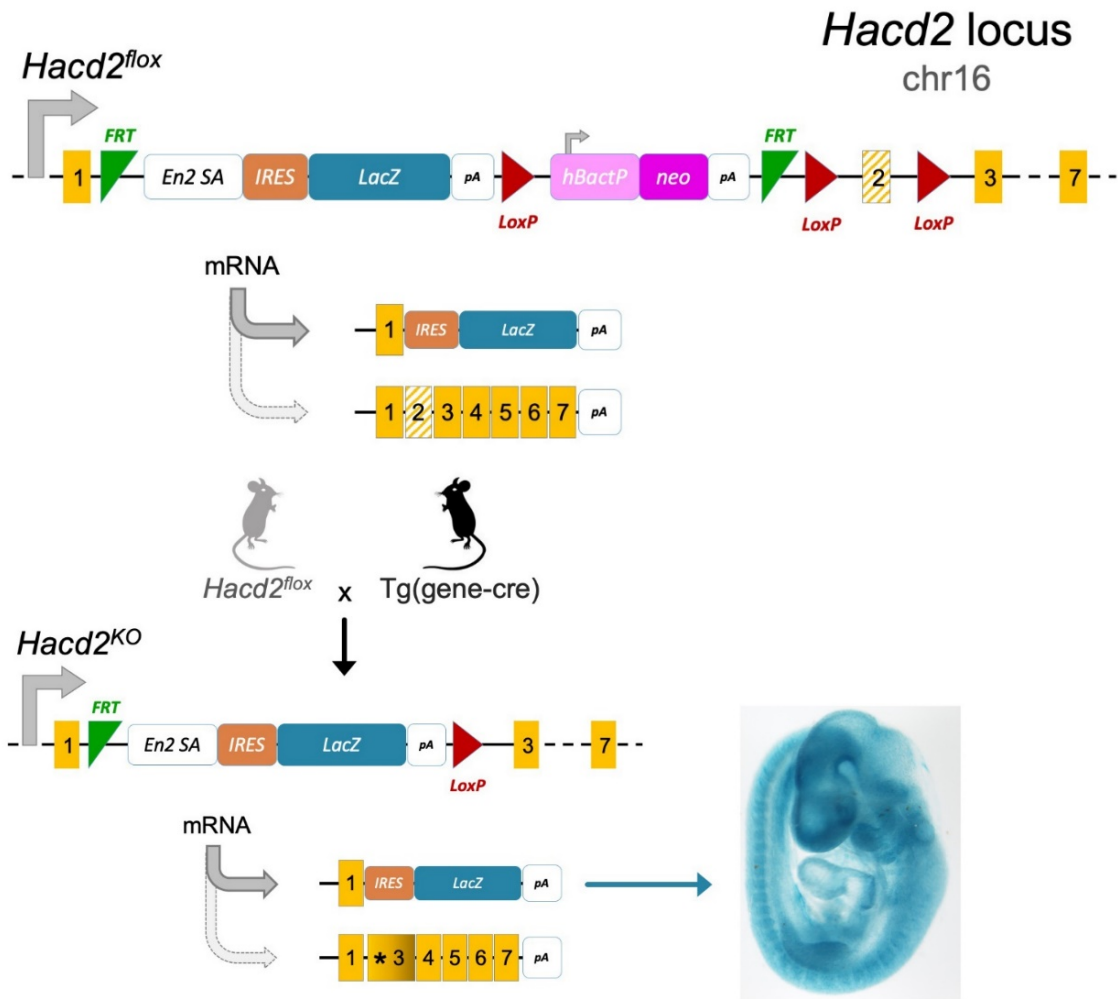 Hacd2 locus
chr16
Hacd2flox
FRT
FRT
1 En2 SA IRES LacZ pA hBactP neo pA 2 3 7
LoxP
LoxP
LoxP
mRNA
1 IRES LacZ pA
1 2 3 4 5 6 7 pA
Hacd2flox x Tg(gene-cre)
Hacd2KO
FRT
1 En2 SA IRES LacZ pA 3 7
LoxP
mRNA
1 IRES LacZ pA
1 * 3 4 5 6 7 pA